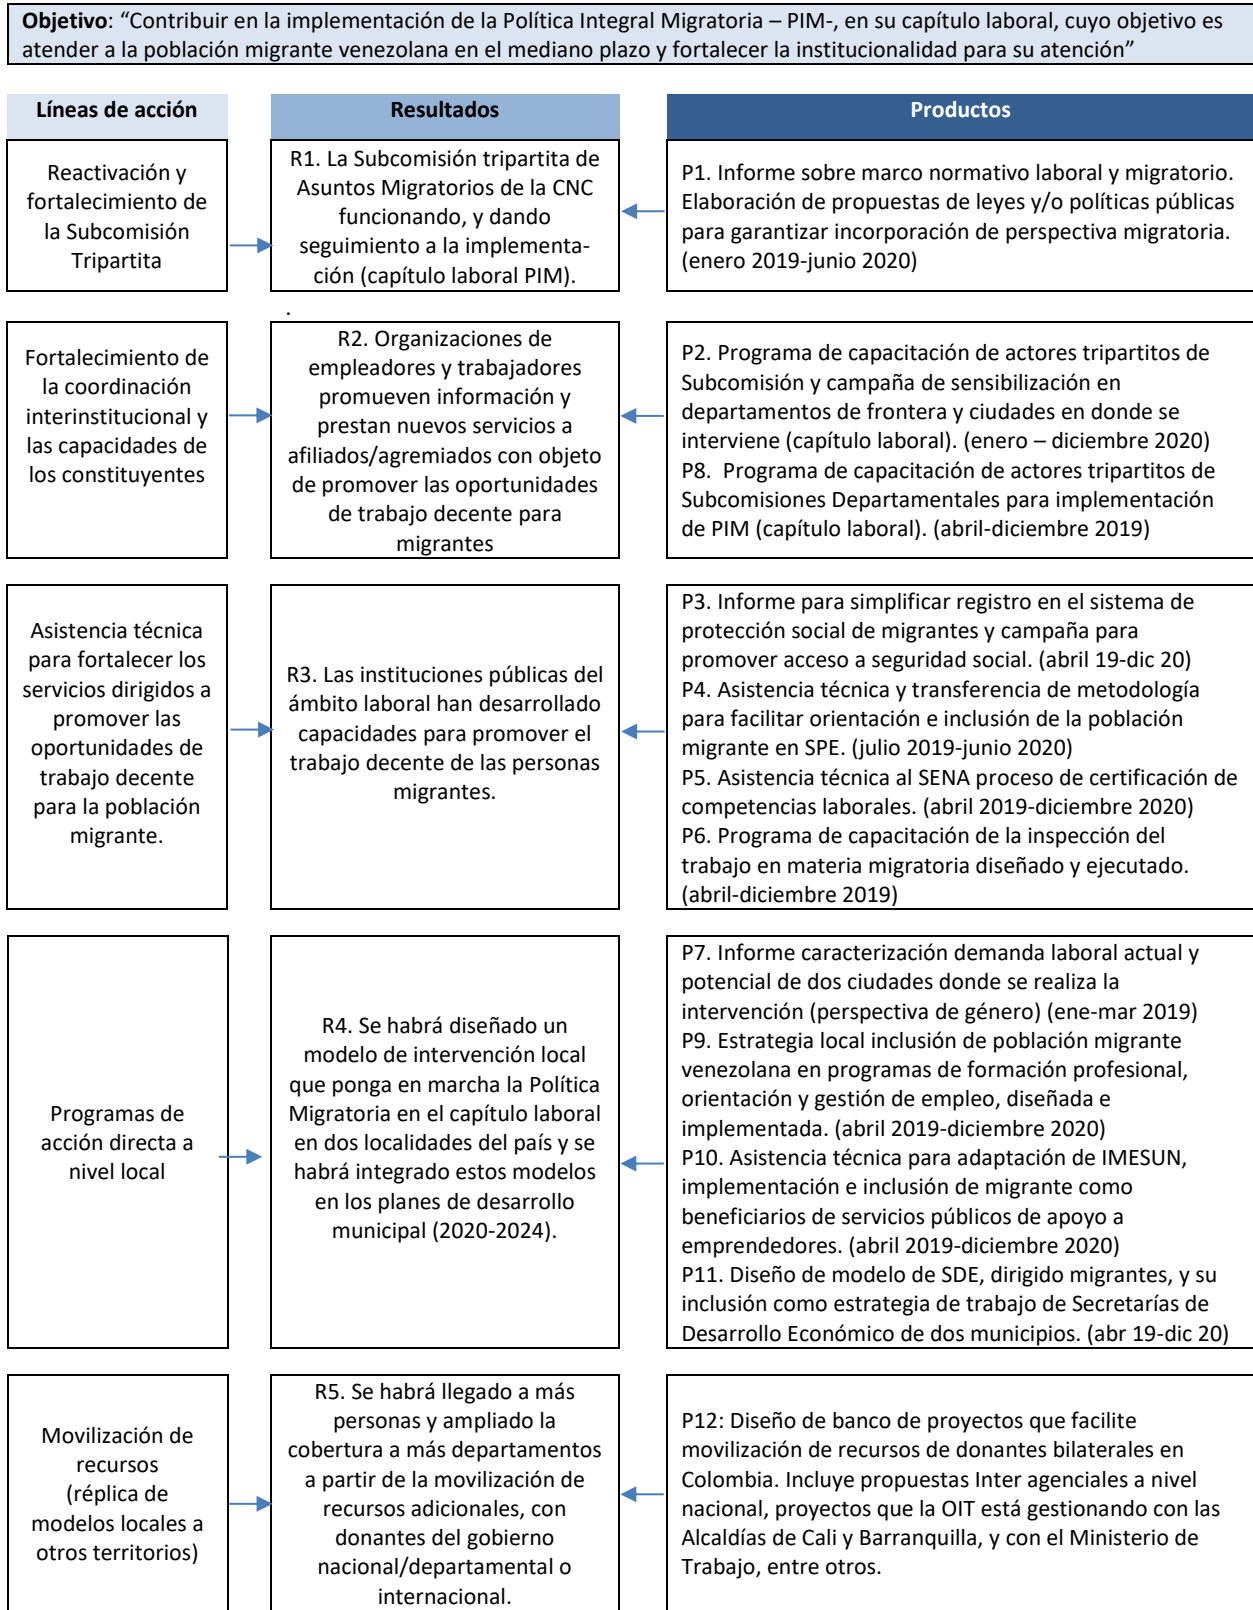 Objetivo: “Contribuir en la implementación de la Política Integral Migratoria – PIM-, en su capítulo laboral, cuyo objetivo es
atender a la población migrante venezolana en el mediano plazo y fortalecer la institucionalidad para su atención”
Líneas de acción
Resultados
Productos
Reactivación y
fortalecimiento de
la Subcomisión
Tripartita
R1. La Subcomisión tripartita de
Asuntos Migratorios de la CNC
funcionando, y dando
seguimiento a la implementa-
ción (capítulo laboral PIM).
.
P1. Informe sobre marco normativo laboral y migratorio.
Elaboración de propuestas de leyes y/o políticas públicas
para garantizar incorporación de perspectiva migratoria.
(enero 2019-junio 2020)
Fortalecimiento de
la coordinación
interinstitucional y
las capacidades de
los constituyentes
R2. Organizaciones de
empleadores y trabajadores
promueven información y
prestan nuevos servicios a
afiliados/agremiados con objeto
de promover las oportunidades
de trabajo decente para
migrantes
P2. Programa de capacitación de actores tripartitos de
Subcomisión y campaña de sensibilización en
departamentos de frontera y ciudades en donde se
interviene (capítulo laboral). (enero – diciembre 2020)
P8.  Programa de capacitación de actores tripartitos de
Subcomisiones Departamentales para implementación
de PIM (capítulo laboral). (abril-diciembre 2019)
Asistencia técnica
para fortalecer los
servicios dirigidos a
promover las
oportunidades de
trabajo decente
para la población
migrante.
R3. Las instituciones públicas del
ámbito laboral han desarrollado
capacidades para promover el
trabajo decente de las personas
migrantes.
P3. Informe para simplificar registro en el sistema de
protección social de migrantes y campaña para
promover acceso a seguridad social. (abril 19-dic 20)
P4. Asistencia técnica y transferencia de metodología
para facilitar orientación e inclusión de la población
migrante en SPE. (julio 2019-junio 2020)
P5. Asistencia técnica al SENA proceso de certificación de
competencias laborales. (abril 2019-diciembre 2020)
P6. Programa de capacitación de la inspección del
trabajo en materia migratoria diseñado y ejecutado.
(abril-diciembre 2019)
Programas de
acción directa a
nivel local
R4. Se habrá diseñado un
modelo de intervención local
que ponga en marcha la Política
Migratoria en el capítulo laboral
en dos localidades del país y se
habrá integrado estos modelos
en los planes de desarrollo
municipal (2020-2024).
P7. Informe caracterización demanda laboral actual y
potencial de dos ciudades donde se realiza la
intervención (perspectiva de género) (ene-mar 2019)
P9. Estrategia local inclusión de población migrante
venezolana en programas de formación profesional,
orientación y gestión de empleo, diseñada e
implementada. (abril 2019-diciembre 2020)
P10. Asistencia técnica para adaptación de IMESUN,
implementación e inclusión de migrante como
beneficiarios de servicios públicos de apoyo a
emprendedores. (abril 2019-diciembre 2020)
P11. Diseño de modelo de SDE, dirigido migrantes, y su
inclusión como estrategia de trabajo de Secretarías de
Desarrollo Económico de dos municipios. (abr 19-dic 20)
Movilización de
recursos
(réplica de
modelos locales a
otros territorios)
R5. Se habrá llegado a más
personas y ampliado la
cobertura a más departamentos
a partir de la movilización de
recursos adicionales, con
donantes del gobierno
nacional/departamental o
internacional.
P12: Diseño de banco de proyectos que facilite
movilización de recursos de donantes bilaterales en
Colombia. Incluye propuestas Inter agenciales a nivel
nacional, proyectos que la OIT está gestionando con las
Alcaldías de Cali y Barranquilla, y con el Ministerio de
Trabajo, entre otros.